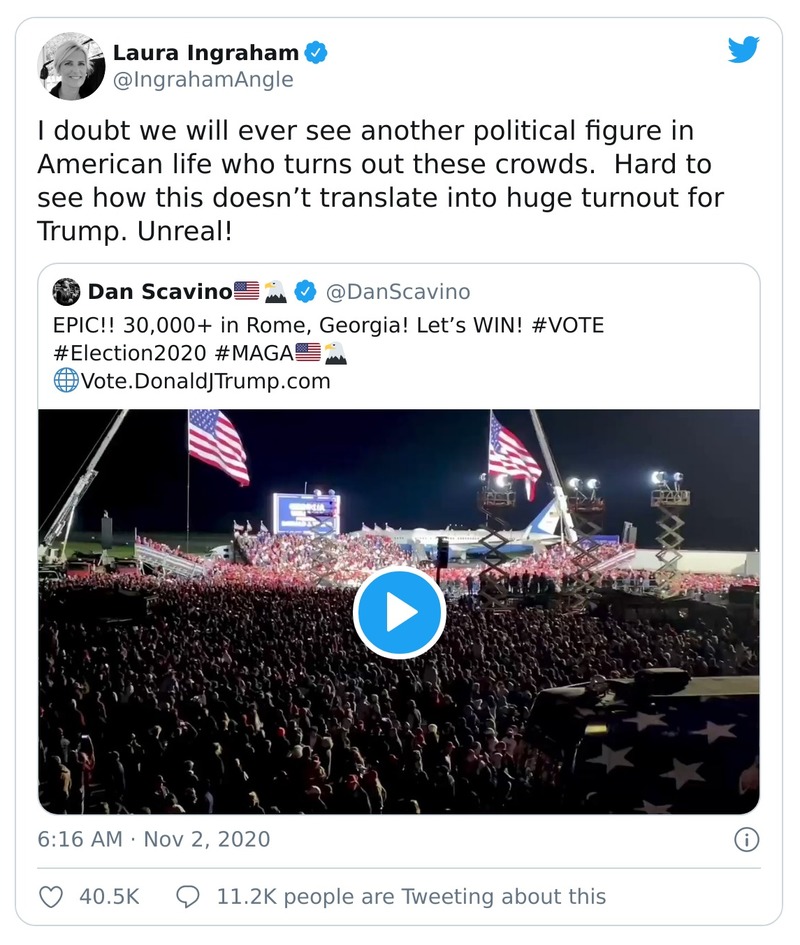 Laura Ingraham
@IngrahamAngle
I doubt we will ever see another political figure in
American life who turns out these crowds.  Hard to
see how this doesn’t translate into huge turnout for
Trump. Unreal!
Dan Scavino🇺🇸🦅 @DanScavino
EPIC!! 30,000+ in Rome, Georgia! Let’s WIN! #VOTE
#Election2020 #MAGA🇺🇸🦅
🌐Vote.DonaldJTrump.com
GEORGIA
6:16 AM · Nov 2, 2020
40.5K 11.2K people are Tweeting about this